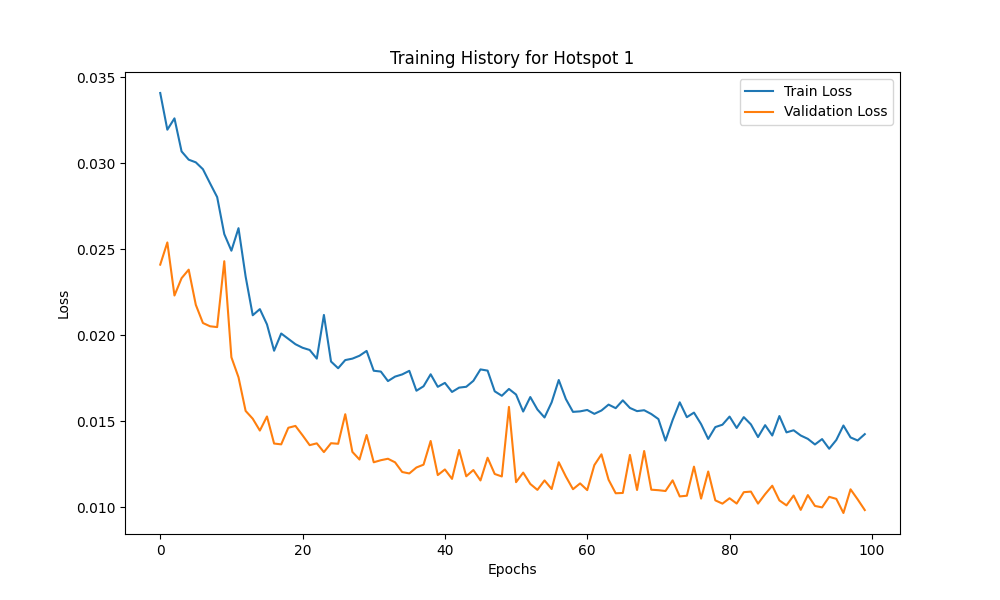 Training History for Hotspot 1
Train Loss
Validation Loss
0.035
0.030
0.025
0.020
0.015
0.010
Loss
0
20
40
60
80
100
Epochs